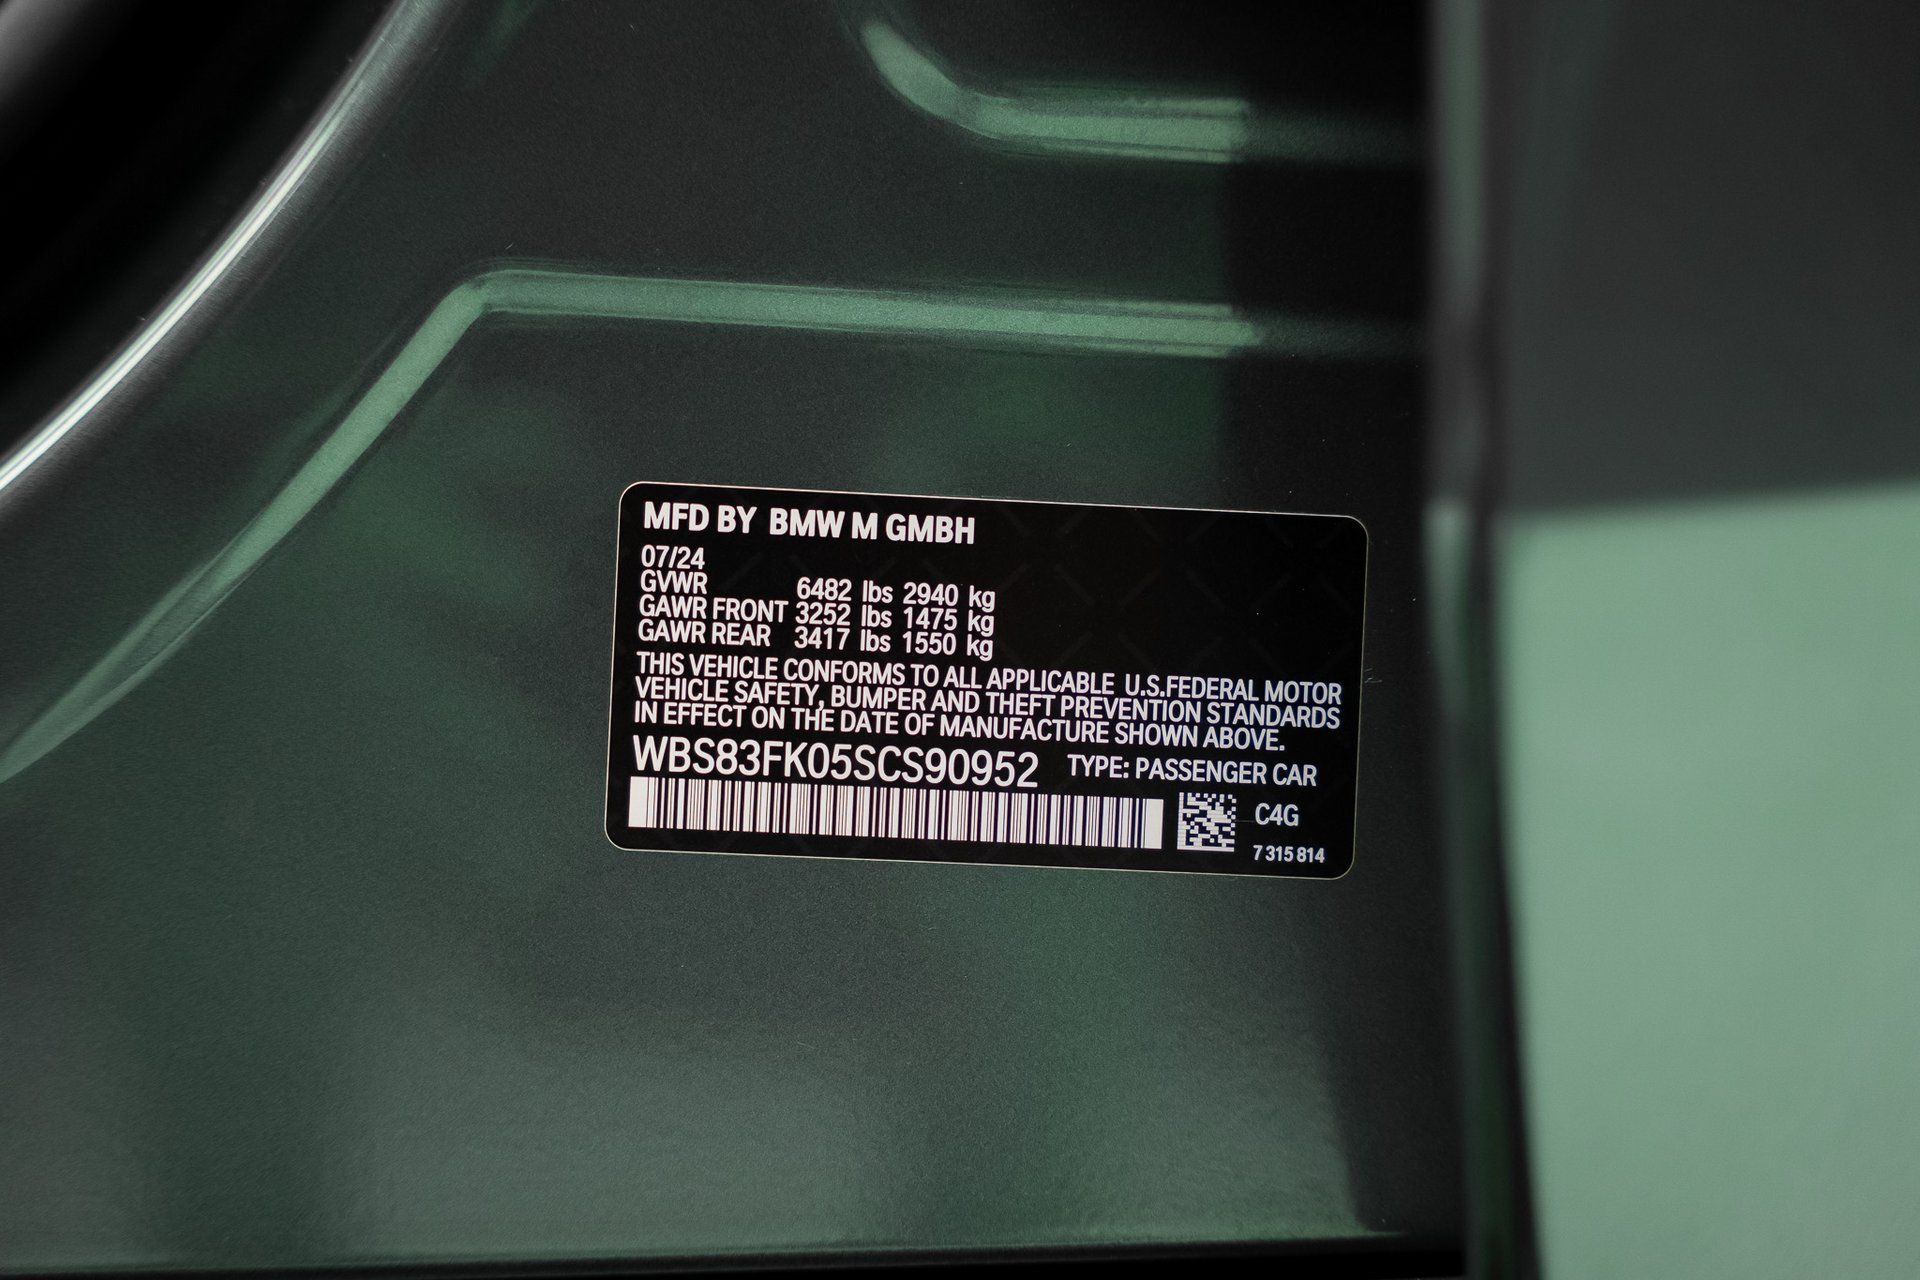 MFD BY BMW M GMBH
07/24
GVWR 6482 lbs 2940 kg
GAWR FRONT 3252 lbs 1475 kg
GAWR REAR 3417 lbs 1550 kg
THIS VEHICLE CONFORMS TO ALL APPLICABLE U.S.FEDERAL MOTOR
VEHICLE SAFETY, BUMPER AND THEFT PREVENTION STANDARDS
IN EFFECT ON THE DATE OF MANUFACTURE SHOWN ABOVE.
WBS83FK05SCS90952 TYPE: PASSENGER CAR
C4G
7 315 814